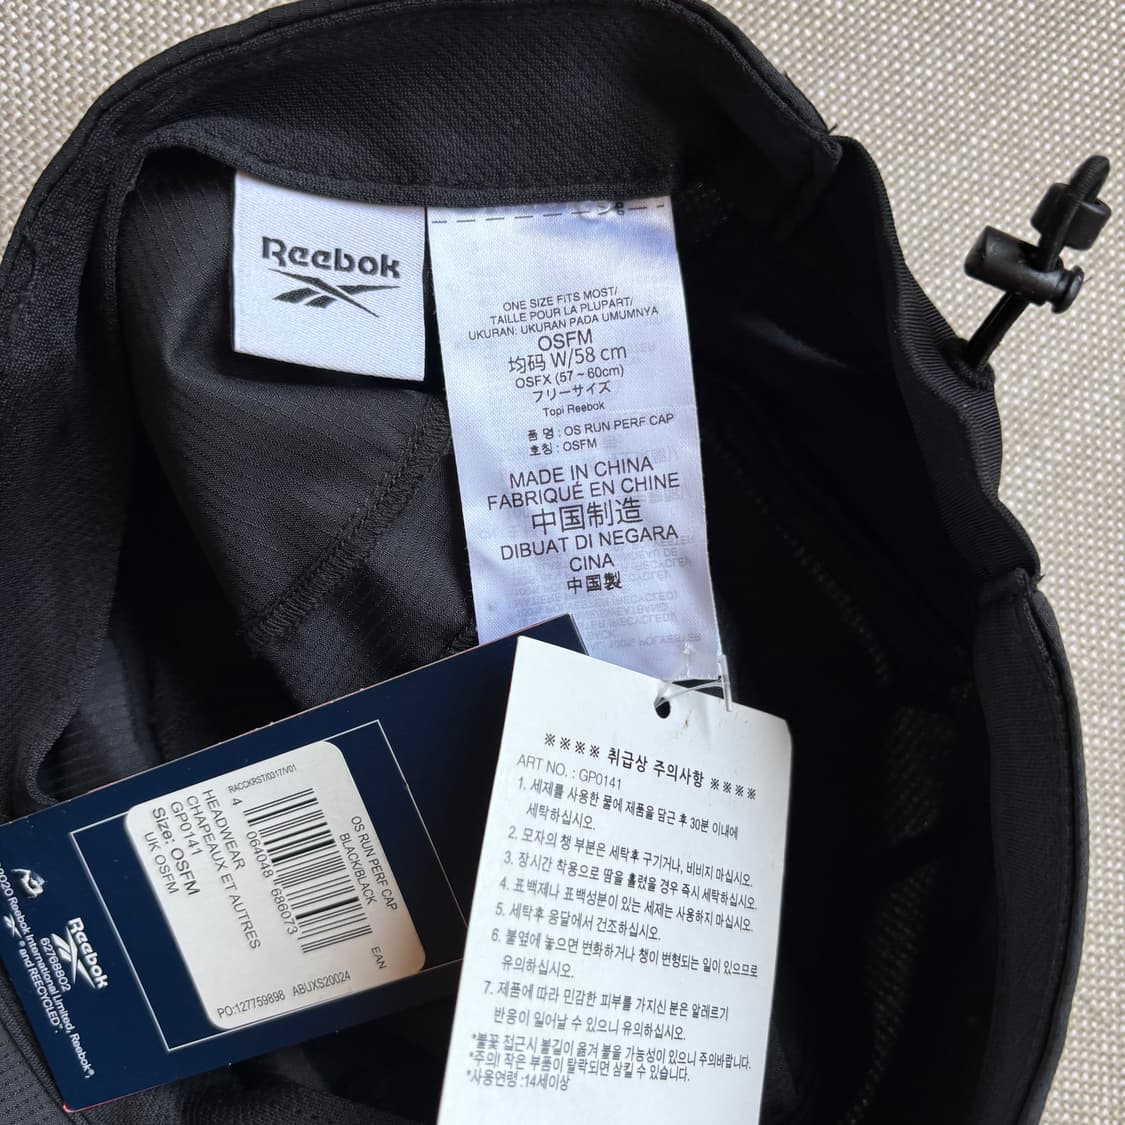 Reebok
ONE SIZE FITS MOST/
TAILLE POUR LA PLUPART/
UKURAN: UKURAN PADA UMUMNYA
OSFM
均码 W/58 cm
OSFX (57~60cm)
フリーサイズ
Topi Reebok
品 명 : OS RUN PERF CAP
호칭 : OSFM
MADE IN CHINA
FABRIQUÉ EN CHINE
中国制造
DIBUAT DI NEGARA
CINA
中国製
RACCKRST/0317/V01
4 064048 686073
EAN
OS RUN PERF CAP
BLACK/BLACK
HEADWEAR
CHAPEAUX ET AUTRES
GP0141
Size: OSFM
UK OSFM
PO:127759898 ABUXS20024
Reebok
62768802
2020 Reebok International Limited, Reebok®,
® and REECYCLED
※※※※ 취급상 주의사항 ※※※※
ART NO. : GP0141
1. 세제를 사용한 물에 제품을 담근 후 30분 이내에
세탁하십시오.
2. 모자의 챙 부분은 세탁후 구기거나, 비비지 마십시오.
3. 장시간 착용으로 땀을 흘렸을 경우 즉시 세탁하십시오.
4. 표백제나 표백성분이 있는 세제는 사용하지 마십시오.
5. 세탁후 응달에서 건조하십시오.
6. 불옆에 놓으면 변화하거나 챙이 변형되는 일이 있으므로
유의하십시오.
7. 제품에 따라 민감한 피부를 가지신 분은 알레르기
반응이 일어날 수 있으니 유의하십시오.
*불꽃 접근시 불길이 옮겨 붙을 가능성이 있으니 주의바랍니다.
*주의! 작은 부품이 탈락되면 삼킬 수 있습니다.
*사용연령 :14세이상